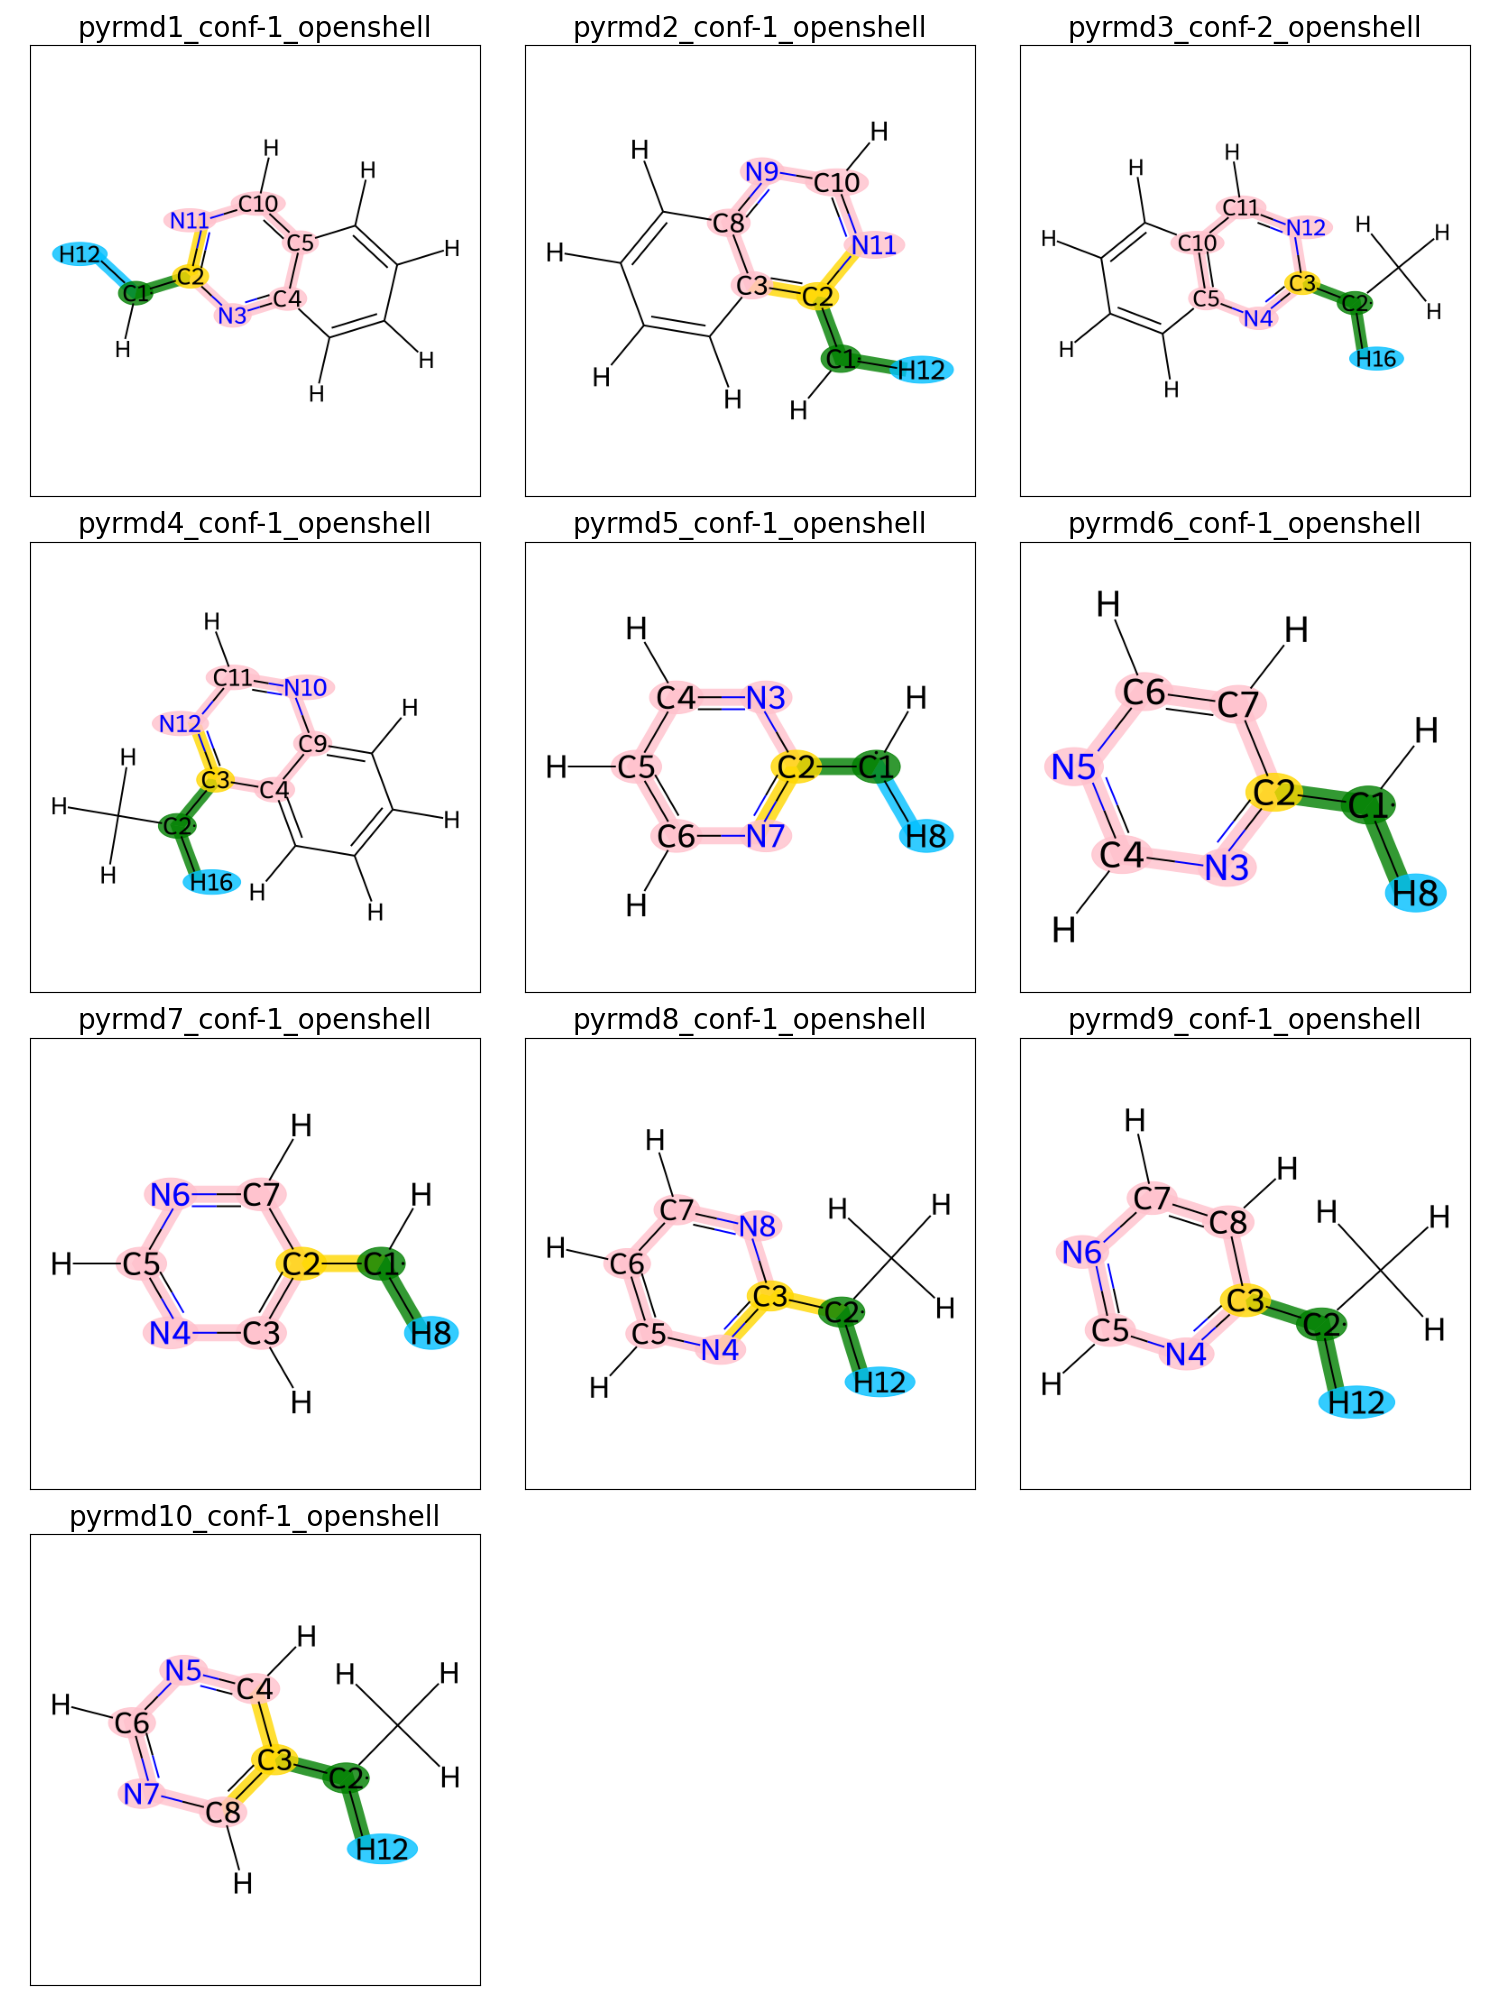 pyrmd1_conf-1_openshell
H
H
N11
C10
C5
H
H12
C2
C1
N3
C4
H
H
H
pyrmd2_conf-1_openshell
H
H
N9
C10
C8
N11
H
C3
C2
C1
H12
H
H
H
pyrmd3_conf-2_openshell
H
H
C11
N12
H
H
H
C10
C3
C2
C5
N4
H
H
H16
H
pyrmd4_conf-1_openshell
H
C11
N10
N12
H
C9
H
C3
C4
H
C2
H
H
H16
H
H
pyrmd5_conf-1_openshell
H
C4
N3
H
H
C5
C2
C1
C6
N7
H8
H
pyrmd6_conf-1_openshell
H
H
C6
C7
H
N5
C2
C1
C4
N3
H8
H
pyrmd7_conf-1_openshell
H
N6
C7
H
H
C5
C2
C1
N4
C3
H8
H
pyrmd8_conf-1_openshell
H
C7
N8
H
H
H
C6
C3
C2
H
C5
N4
H12
H
pyrmd9_conf-1_openshell
H
H
C7
C8
H
H
N6
C3
C2
C5
N4
H
H
H12
pyrmd10_conf-1_openshell
H
N5
C4
H
H
H
C6
C3
C2
H
N7
C8
H12
H